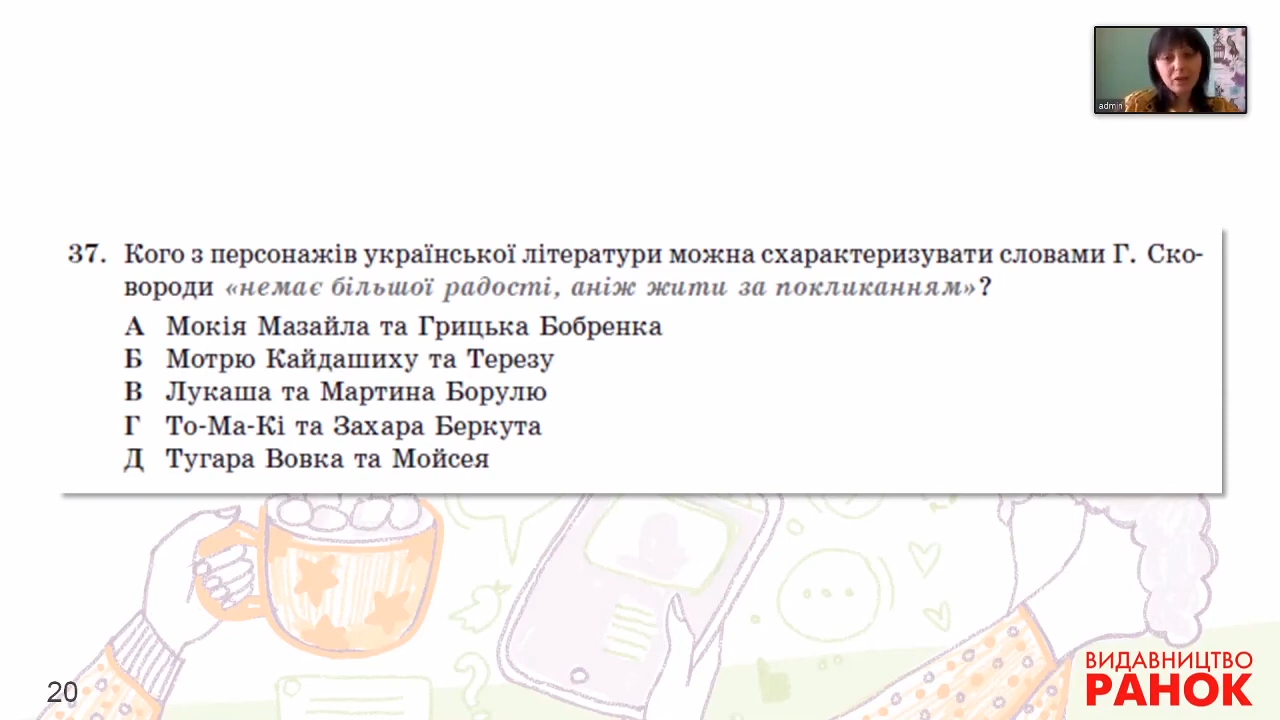 admin
37. Кого з персонажів української літератури можна схарактеризувати словами Г. Ско-
вороди «немає більшої радості, аніж жити за покликанням»?
А Мокія Мазайла та Грицька Бобренка
Б Мотрю Кайдашиху та Терезу
В Лукаша та Мартина Борулю
Г То-Ма-Кі та Захара Беркута
Д Тугара Вовка та Мойсея
20
ВИДАВНИЦТВО
РАНОК